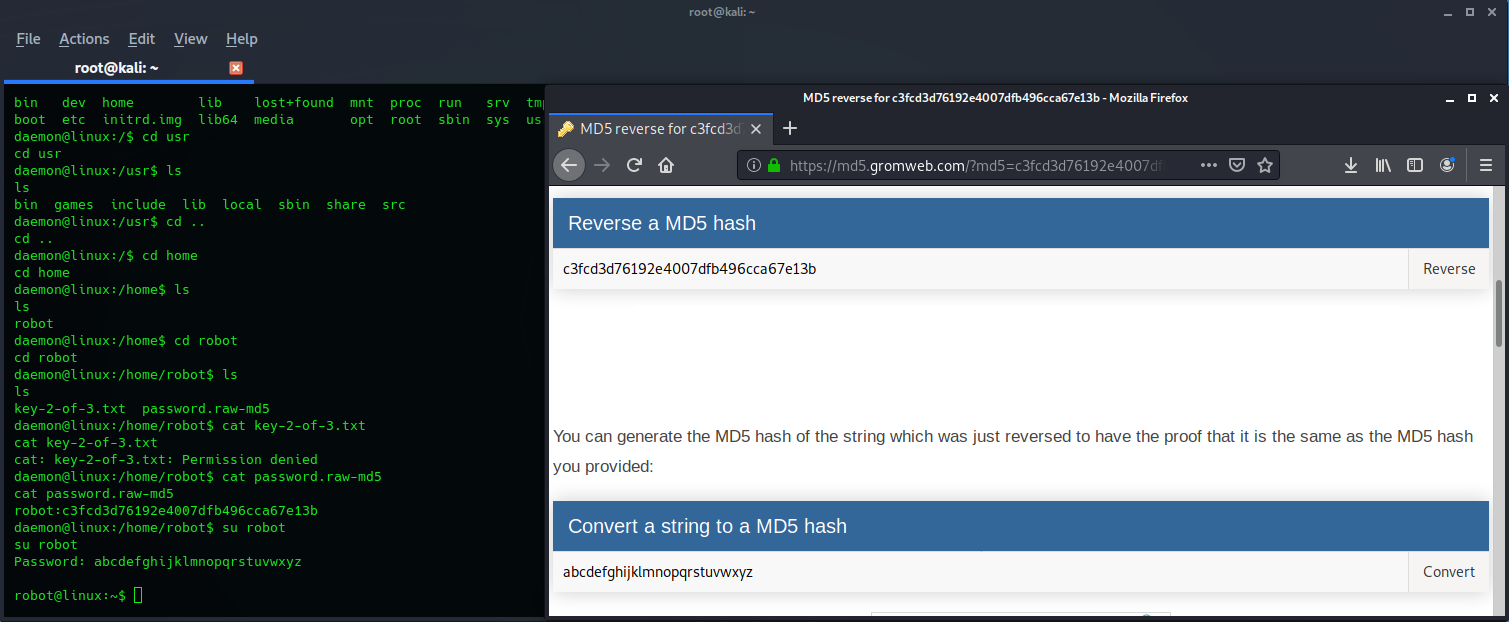 root@kali: ~
File Actions Edit View Help
root@kali: ~
bin dev home lib lost+found mnt proc run srv tmp
boot etc initrd.img lib64 media opt root sbin sys us
daemon@linux:/$ cd usr
cd usr
daemon@linux:/usr$ ls
ls
bin games include lib local sbin share src
daemon@linux:/usr$ cd ..
cd ..
daemon@linux:/$ cd home
cd home
daemon@linux:/home$ ls
ls
robot
daemon@linux:/home$ cd robot
cd robot
daemon@linux:/home/robot$ ls
ls
key-2-of-3.txt password.raw-md5
daemon@linux:/home/robot$ cat key-2-of-3.txt
cat key-2-of-3.txt
cat: key-2-of-3.txt: Permission denied
daemon@linux:/home/robot$ cat password.raw-md5
cat password.raw-md5
robot:c3fcd3d76192e4007dfb496cca67e13b
daemon@linux:/home/robot$ su robot
su robot
Password: abcdefghijklmnopqrstuvwxyz
robot@linux:~$
MD5 reverse for c3fcd3d76192e4007dfb496cca67e13b - Mozilla Firefox
MD5 reverse for c3fcd3d
https://md5.gromweb.com/?md5=c3fcd3d76192e4007df
Reverse a MD5 hash
c3fcd3d76192e4007dfb496cca67e13b Reverse
You can generate the MD5 hash of the string which was just reversed to have the proof that it is the same as the MD5 hash
you provided:
Convert a string to a MD5 hash
abcdefghijklmnopqrstuvwxyz Convert